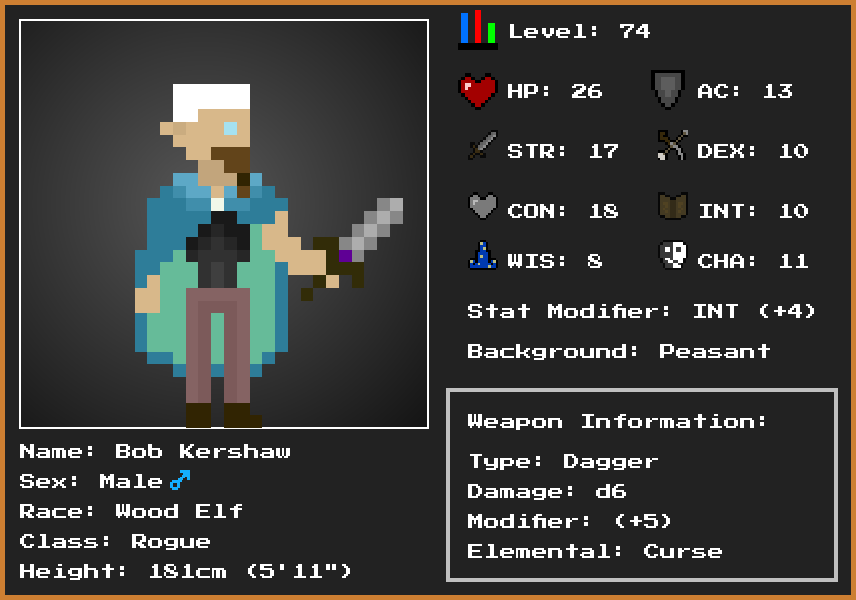 Level: 74
HP: 26 AC: 13
STR: 17 DEX: 10
CON: 18 INT: 10
WIS: 8 CHA: 11
Stat Modifier: INT (+4)
Background: Peasant
Weapon Information:
Type: Dagger
Damage: d6
Modifier: (+5)
Elemental: Curse
Name: Bob Kershaw
Sex: Male ♂
Race: Wood Elf
Class: Rogue
Height: 181cm (5'11")